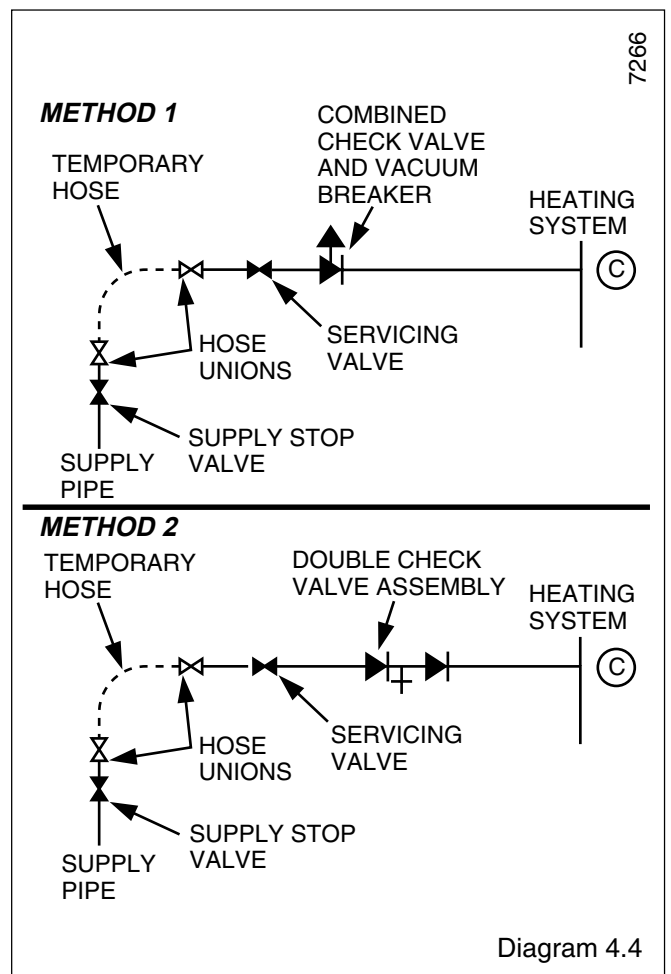 7266
METHOD 1
COMBINED
CHECK VALVE
AND VACUUM
BREAKER
TEMPORARY
HOSE
HEATING
SYSTEM
C
HOSE
UNIONS
SERVICING
VALVE
SUPPLY STOP
VALVE
SUPPLY
PIPE
METHOD 2
TEMPORARY
HOSE
DOUBLE CHECK
VALVE ASSEMBLY
HEATING
SYSTEM
C
HOSE
UNIONS
SERVICING
VALVE
SUPPLY STOP
VALVE
SUPPLY
PIPE
Diagram 4.4